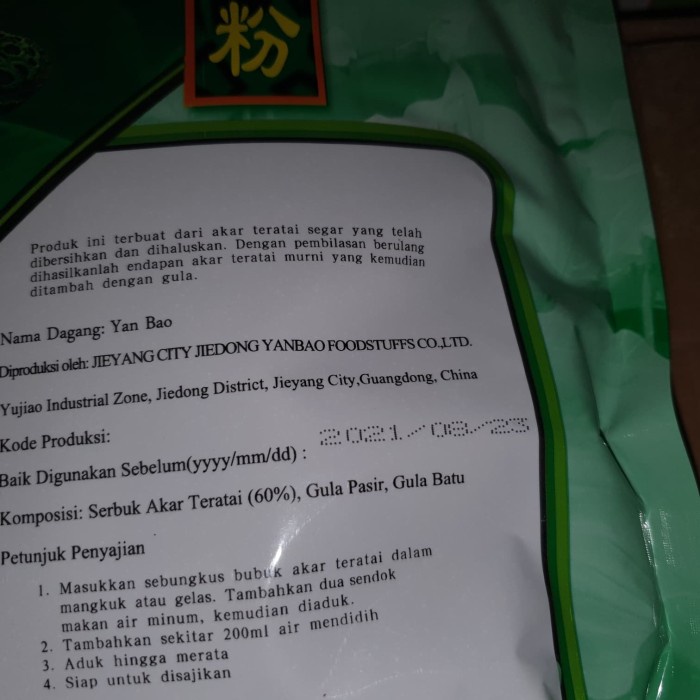 粉
Produk ini terbuat dari akar teratai segar yang telah
dibersihkan dan dihaluskan. Dengan pembilasan berulang
dihasilkanlah endapan akar teratai murni yang kemudian
ditambah dengan gula.
Nama Dagang: Yan Bao
Diproduksi oleh: JIEYANG CITY JIEDONG YANBAO FOODSTUFFS CO.,LTD.
Yujiao Industrial Zone, Jiedong District, Jieyang City,Guangdong, China
Kode Produksi:
2021/08/23
Baik Digunakan Sebelum(yyyy/mm/dd) :
Komposisi: Serbuk Akar Teratai (60%), Gula Pasir, Gula Batu
Petunjuk Penyajian
1. Masukkan sebungkus bubuk akar teratai dalam
mangkuk atau gelas. Tambahkan dua sendok
makan air minum, kemudian diaduk.
2. Tambahkan sekitar 200ml air mendidih
3. Aduk hingga merata
4. Siap untuk disajikan